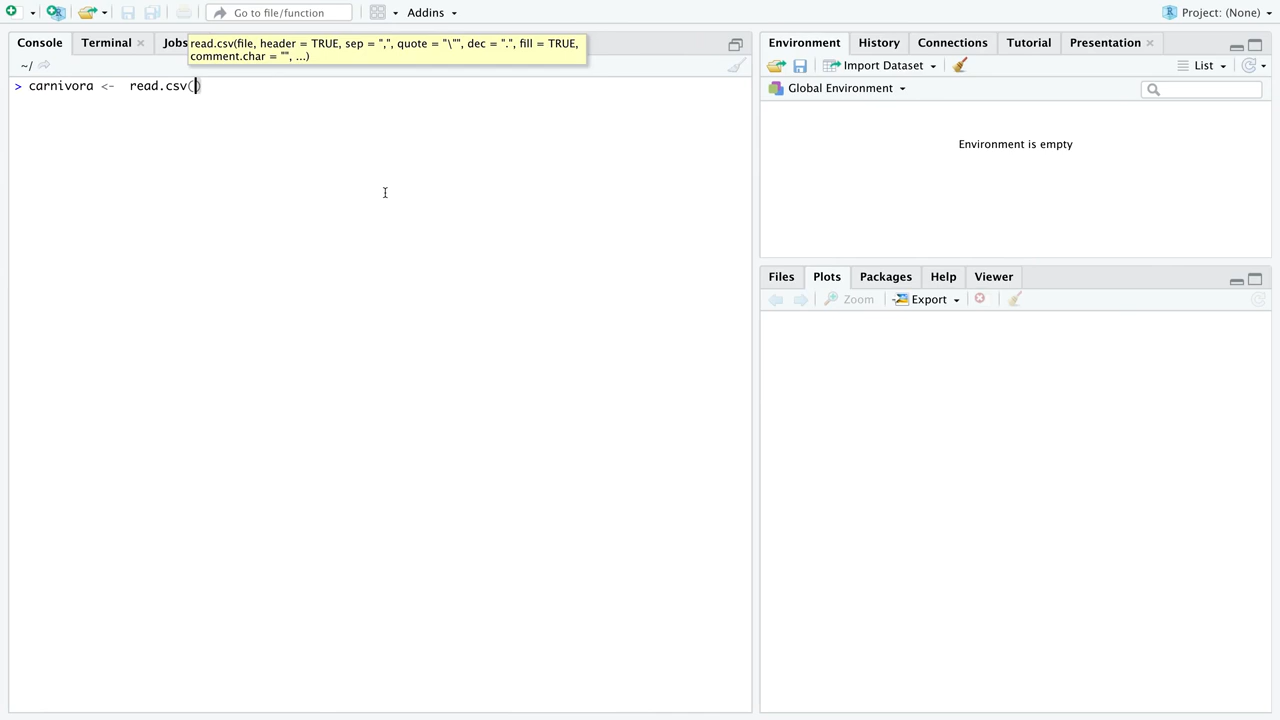 Go to file/function
Addins
Project: (None)
Console
Terminal
Jobs
read.csv(file, header = TRUE, sep = ",", quote = "\"", dec = ".", fill = TRUE,
comment.char = "", ...)
~/
> carnivora <-  read.csv()
Environment
History
Connections
Tutorial
Presentation
Import Dataset
List
Global Environment
Environment is empty
Files
Plots
Packages
Help
Viewer
Zoom
Export